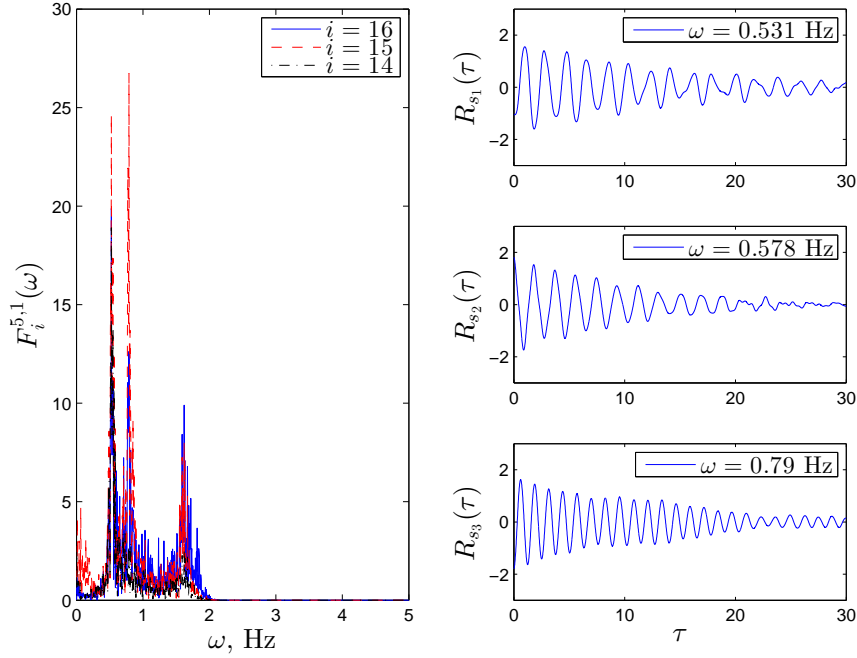 30
25
20
15
10
5
0
0 1 2 3 4 5
F_i^{5,1}(ω)
ω, Hz
i = 16
i = 15
i = 14
2
0
−2
0 10 20 30
R_{s_1}(τ)
ω = 0.531 Hz
2
0
−2
0 10 20 30
R_{s_2}(τ)
ω = 0.578 Hz
2
0
−2
0 10 20 30
R_{s_3}(τ)
ω = 0.79 Hz
τ